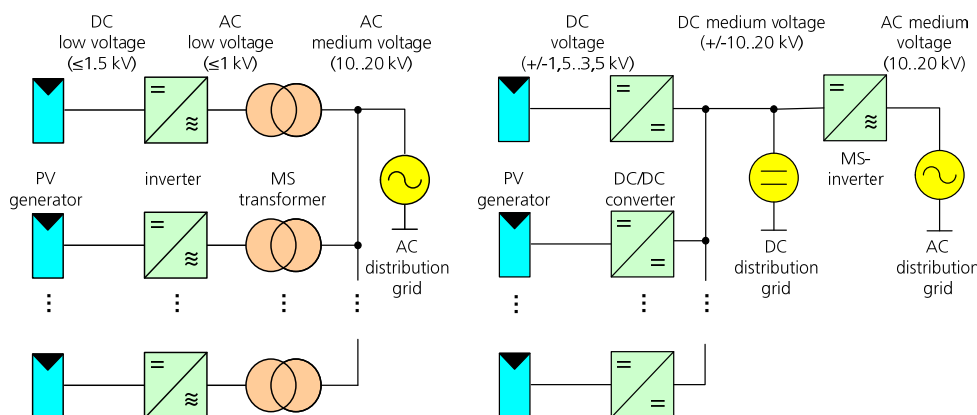 DC
low voltage
(≤1.5 kV)
AC
low voltage
(≤1 kV)
AC
medium voltage
(10..20 kV)
PV
generator
inverter
MS
transformer
AC
distribution
grid
DC
voltage
(+/-1,5..3,5 kV)
DC medium voltage
(+/-10..20 kV)
AC medium
voltage
(10..20 kV)
PV
generator
DC/DC
converter
MS-
inverter
DC
distribution
grid
AC
distribution
grid